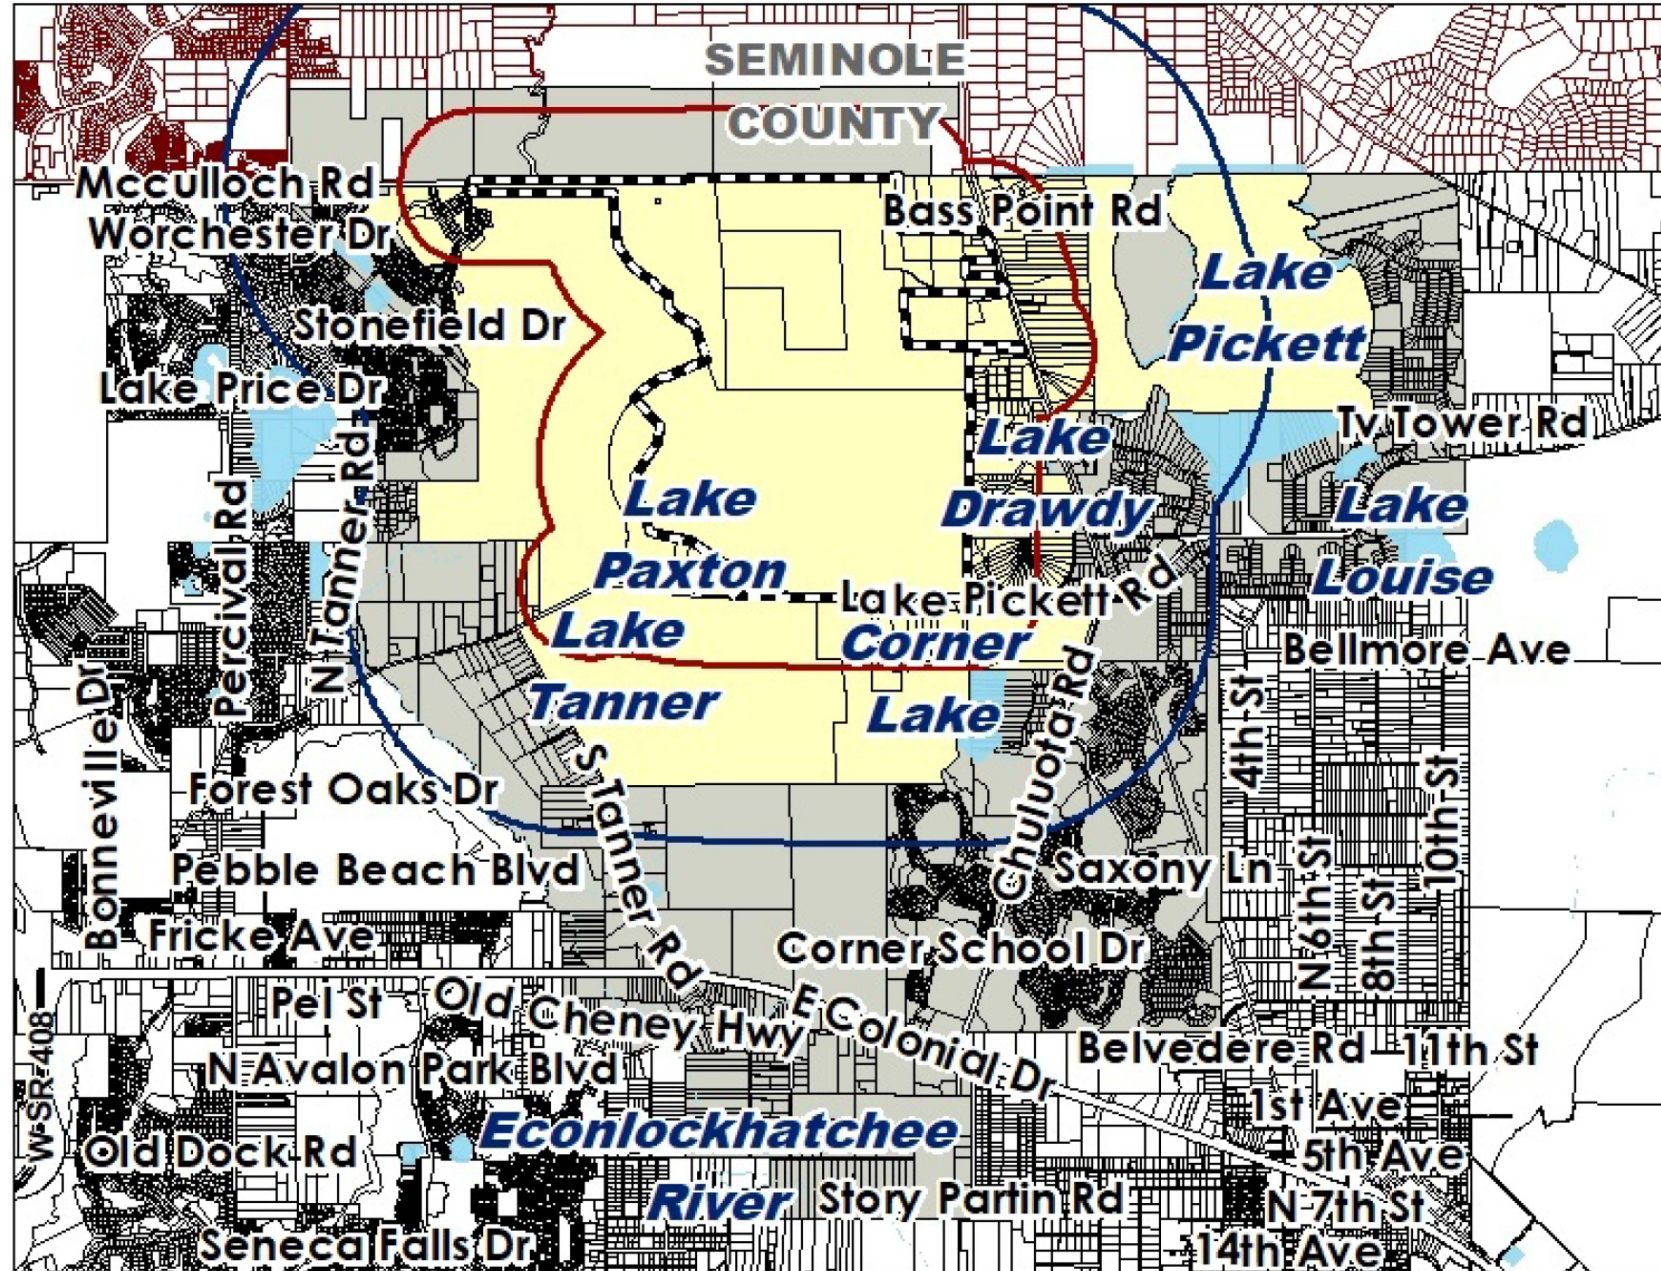 SEMINOLE
COUNTY
Mcculloch Rd
Worchester Dr
Bass Point Rd
Lake
Pickett
Stonefield Dr
Lake Price Dr
Tv Tower Rd
Lake
Drawdy
Percival Rd
N Tanner Rd
Lake
Paxton
Lake
Louise
Lake Pickett Rd
Lake
Tanner
Corner
Lake
Bellmore Ave
Bonneville Dr
Chuluota Rd
4th St
10th St
Forest Oaks Dr
S Tanner Rd
Pebble Beach Blvd
Saxony Ln
N 6th St
8th St
Fricke Ave
Corner School Dr
Pel St
Old Cheney Hwy
E Colonial Dr
W SR 408
N Avalon Park Blvd
Belvedere Rd
11th St
1st Ave
Econlockhatchee
River
Old Dock Rd
5th Ave
Story Partin Rd
N 7th St
Seneca Falls Dr
14th Ave